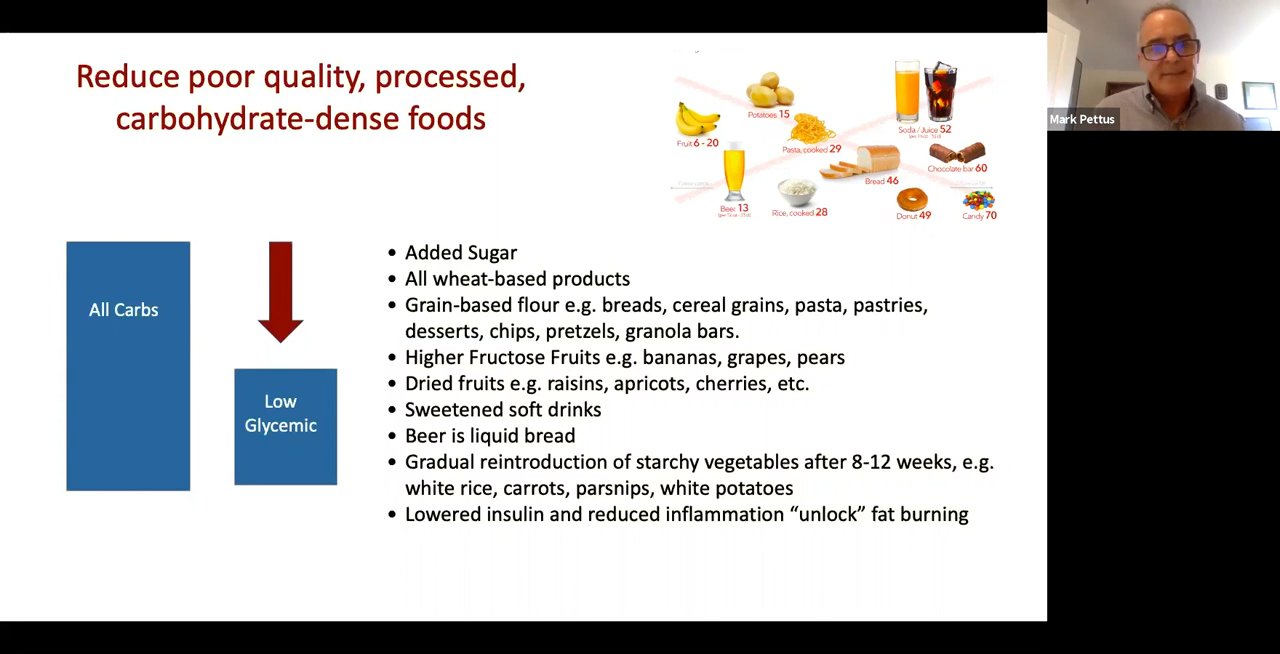 Reduce poor quality, processed,
carbohydrate-dense foods
Potatoes 15
Fruit 6 - 20
Soda / Juice 52
Pasta, cooked 29
Chocolate bar 60
Bread 46
Beer 13
Rice, cooked 28
Donut 49
Candy 70
Mark Pettus
All Carbs
Low
Glycemic
• Added Sugar
• All wheat-based products
• Grain-based flour e.g. breads, cereal grains, pasta, pastries,
desserts, chips, pretzels, granola bars.
• Higher Fructose Fruits e.g. bananas, grapes, pears
• Dried fruits e.g. raisins, apricots, cherries, etc.
• Sweetened soft drinks
• Beer is liquid bread
• Gradual reintroduction of starchy vegetables after 8-12 weeks, e.g.
white rice, carrots, parsnips, white potatoes
• Lowered insulin and reduced inflammation “unlock” fat burning